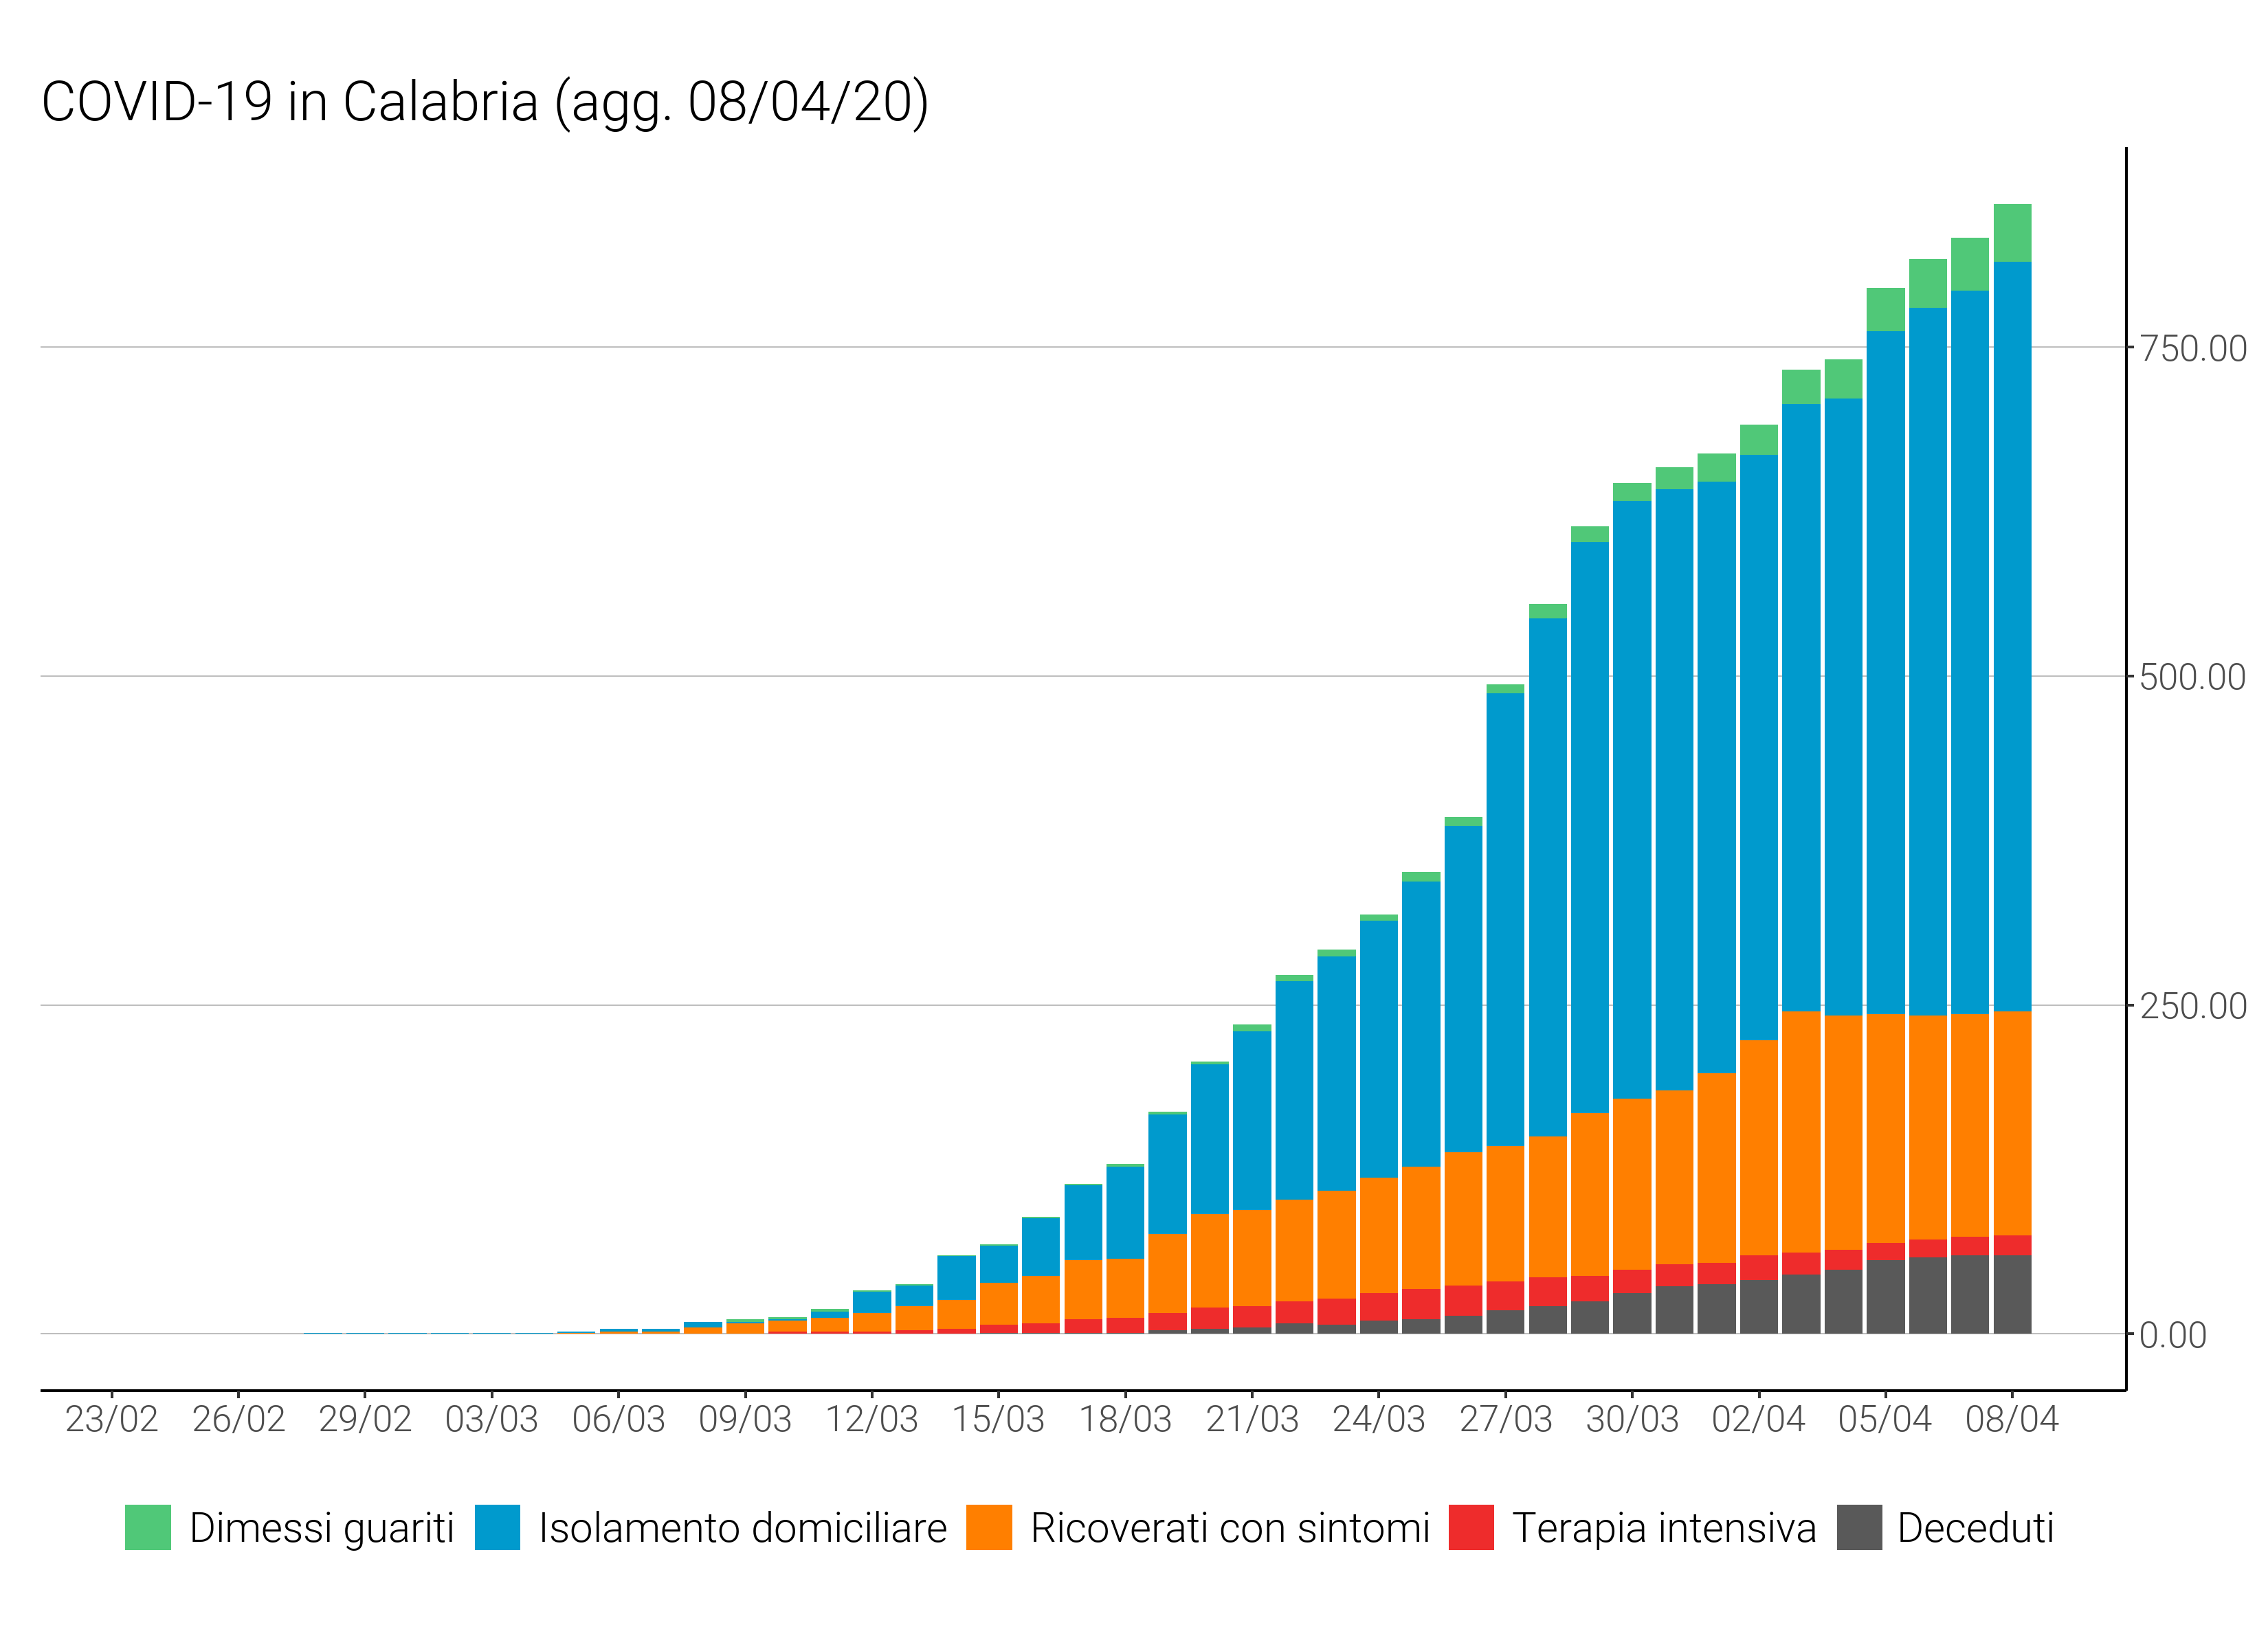 COVID-19 in Calabria (agg. 08/04/20)
750.00
500.00
250.00
0.00
23/02 26/02 29/02 03/03 06/03 09/03 12/03 15/03 18/03 21/03 24/03 27/03 30/03 02/04 05/04 08/04
Dimessi guariti Isolamento domiciliare Ricoverati con sintomi Terapia intensiva Deceduti